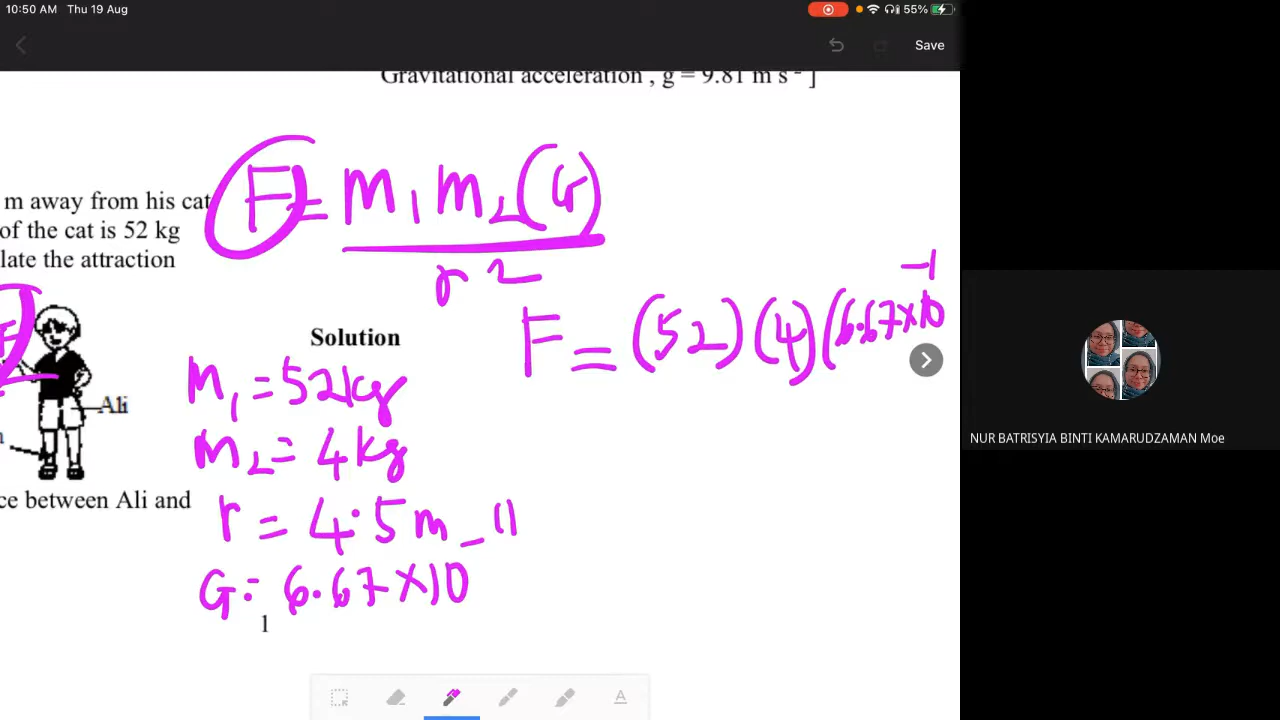 10:50 AM Thu 19 Aug
55%
Save
Gravitational acceleration , g = 9.81 m s⁻² ]
m away from his cat
of the cat is 52 kg
late the attraction
F = m₁ m₂ (G)
r²
F = (52) (4) (6.67×10⁻¹
Solution
Ali
m₁ = 52kg
m₂ = 4kg
r = 4.5m
G = 6.67×10⁻¹¹
ce between Ali and
1
A
NUR BATRISYIA BINTI KAMARUDZAMAN Moe